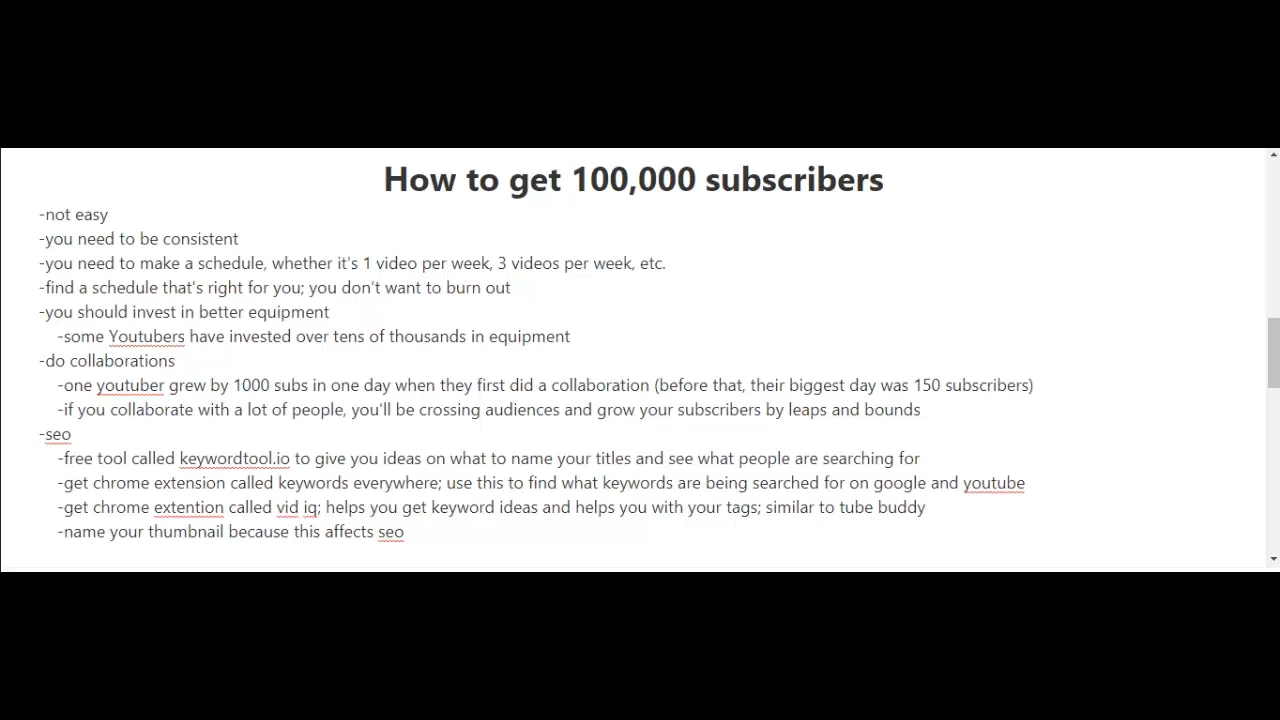 How to get 100,000 subscribers
-not easy
-you need to be consistent
-you need to make a schedule, whether it's 1 video per week, 3 videos per week, etc.
-find a schedule that's right for you; you don't want to burn out
-you should invest in better equipment
-some Youtubers have invested over tens of thousands in equipment
-do collaborations
-one youtuber grew by 1000 subs in one day when they first did a collaboration (before that, their biggest day was 150 subscribers)
-if you collaborate with a lot of people, you'll be crossing audiences and grow your subscribers by leaps and bounds
-seo
-free tool called keywordtool.io to give you ideas on what to name your titles and see what people are searching for
-get chrome extension called keywords everywhere; use this to find what keywords are being searched for on google and youtube
-get chrome extention called vid iq; helps you get keyword ideas and helps you with your tags; similar to tube buddy
-name your thumbnail because this affects seo